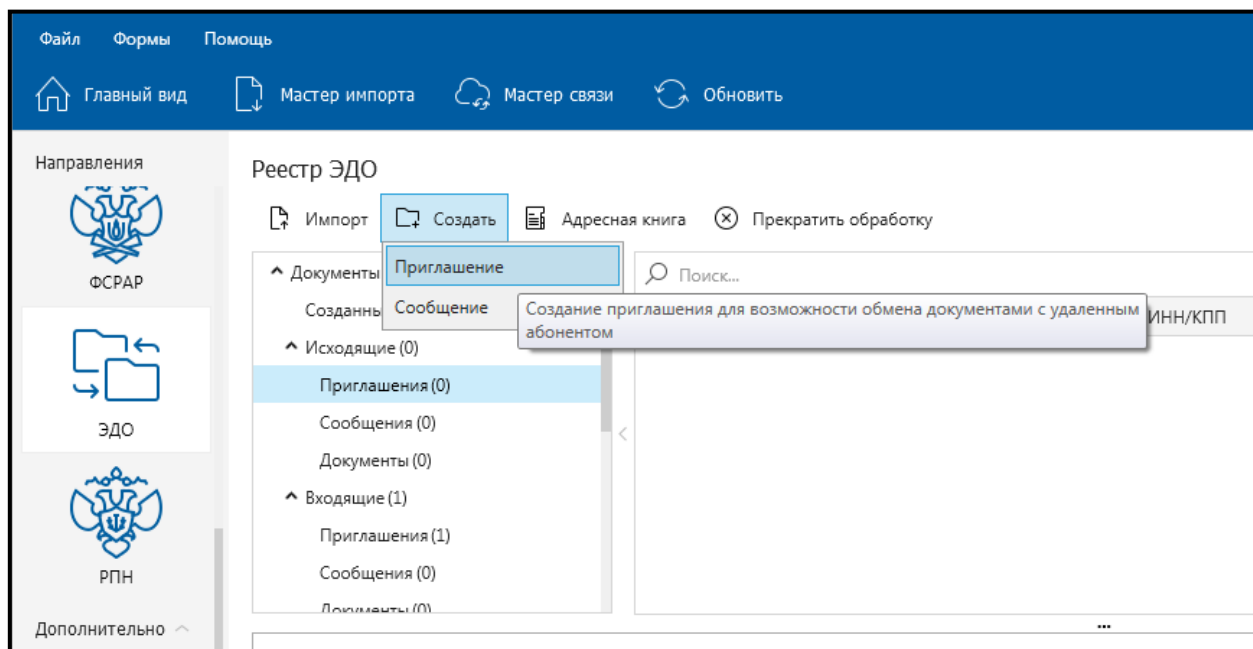 Файл Формы Помощь
Главный вид Мастер импорта Мастер связи Обновить
Направления
ФСРАР
ЭДО
РПН
Дополнительно
Реестр ЭДО
Импорт Создать Адресная книга Прекратить обработку
Приглашение
Сообщение
Создание приглашения для возможности обмена документами с удаленным
абонентом
Документы
Созданны
Исходящие (0)
Приглашения (0)
Сообщения (0)
Документы (0)
Входящие (1)
Приглашения (1)
Сообщения (0)
Документы (0)
Поиск...
ИНН/КПП
...